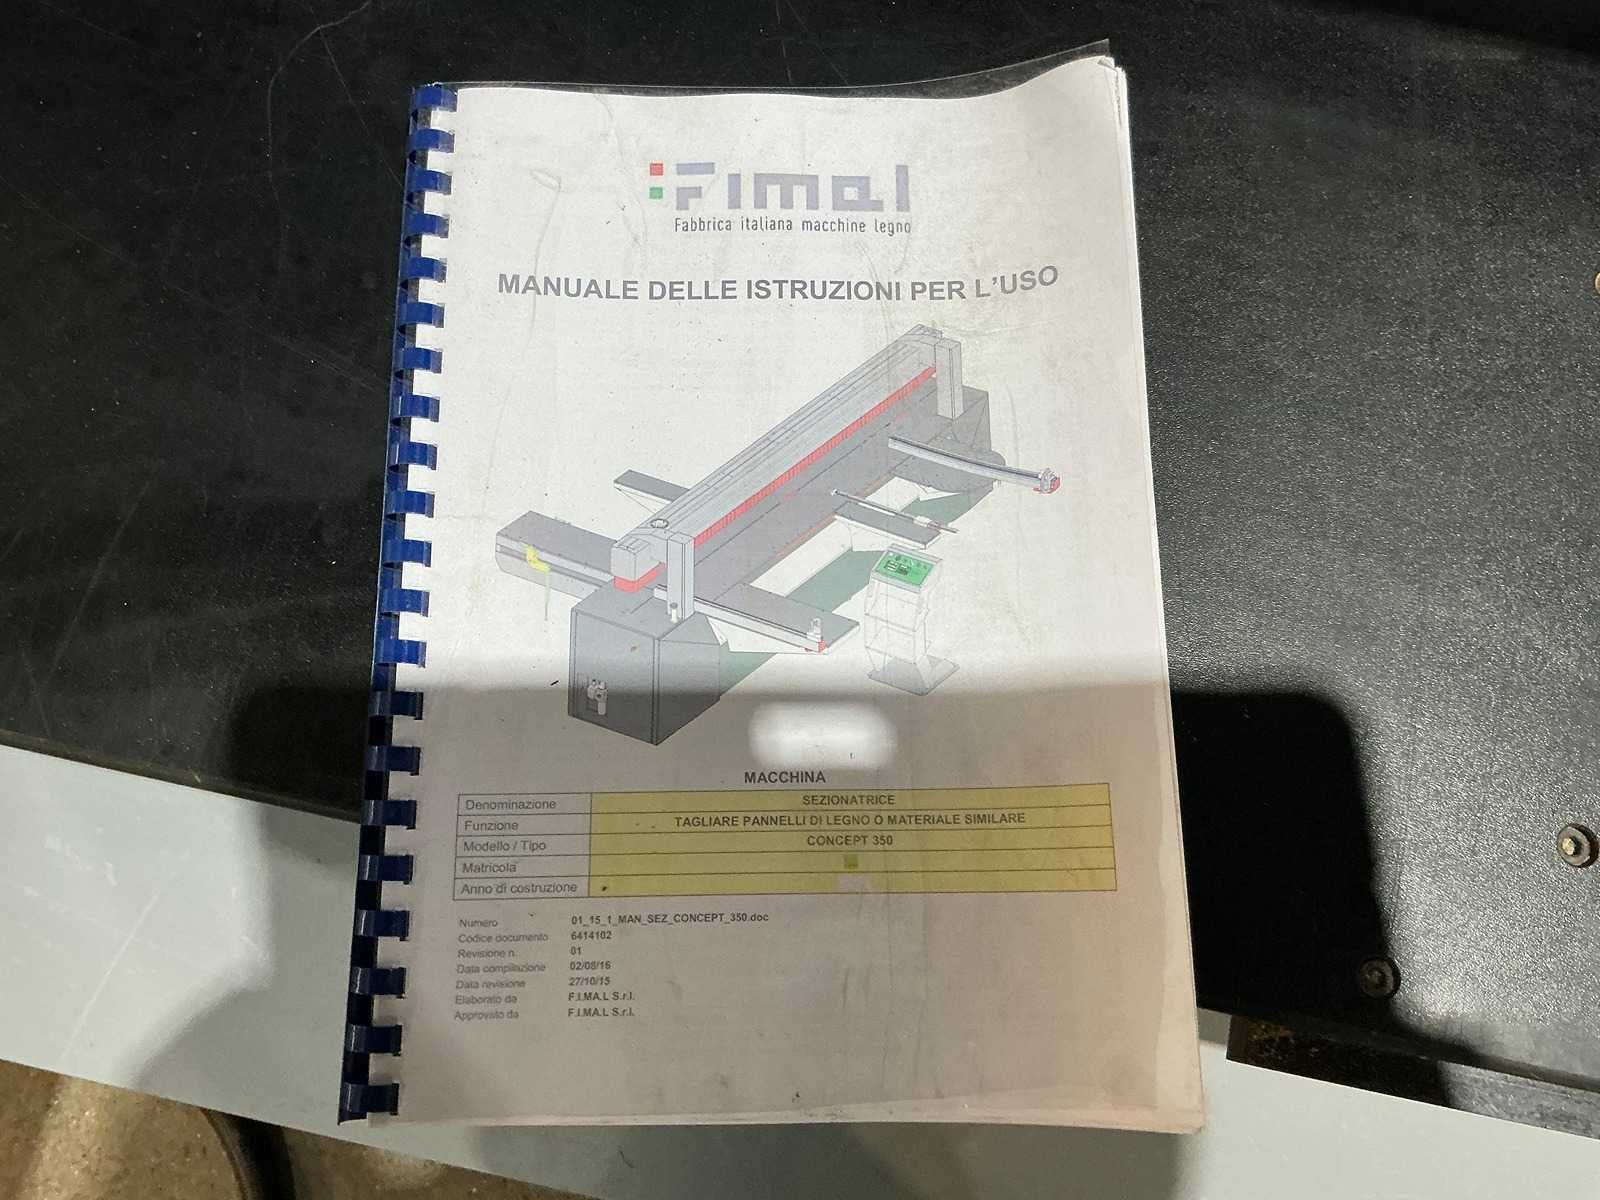 Fimal
Fabbrica italiana macchine legno
MANUALE DELLE ISTRUZIONI PER L'USO
MACCHINA
Denominazione SEZIONATRICE
Funzione TAGLIARE PANNELLI DI LEGNO O MATERIALE SIMILARE
Modello / Tipo CONCEPT 350
Matricola
Anno di costruzione
Numero 01_15_1_MAN_SEZ_CONCEPT_350.doc
Codice documento 6414102
Revisione n. 01
Data compilazione 02/08/16
Data revisione 27/10/15
Elaborato da F.I.MA.L S.r.l.
Approvato da F.I.MA.L S.r.l.